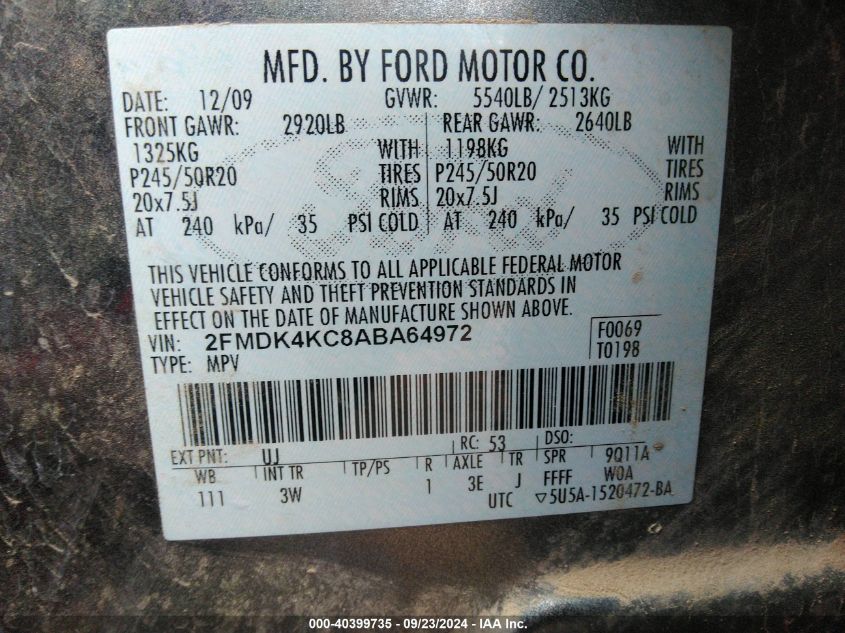 MFD. BY FORD MOTOR CO.
DATE: 12/09 GVWR: 5540LB/ 2513KG
FRONT GAWR: 2920LB REAR GAWR: 2640LB
1325KG WITH 1198KG WITH
P245/50R20 TIRES P245/50R20 TIRES
20x7.5J RIMS 20x7.5J RIMS
AT 240 kPa/ 35 PSI COLD AT 240 kPa/ 35 PSI COLD
THIS VEHICLE CONFORMS TO ALL APPLICABLE FEDERAL MOTOR
VEHICLE SAFETY AND THEFT PREVENTION STANDARDS IN
EFFECT ON THE DATE OF MANUFACTURE SHOWN ABOVE.
VIN: 2FMDK4KC8ABA64972 F0069
TYPE: MPV T0198
EXT PNT: UJ RC: 53 DSO:
WB INT TR TP/PS R AXLE TR SPR 9Q11A
111 3W 1 3E J FFFF W0A
UTC ▽5U5A-1520472-BA
000-40399735 - 09/23/2024 - IAA Inc.